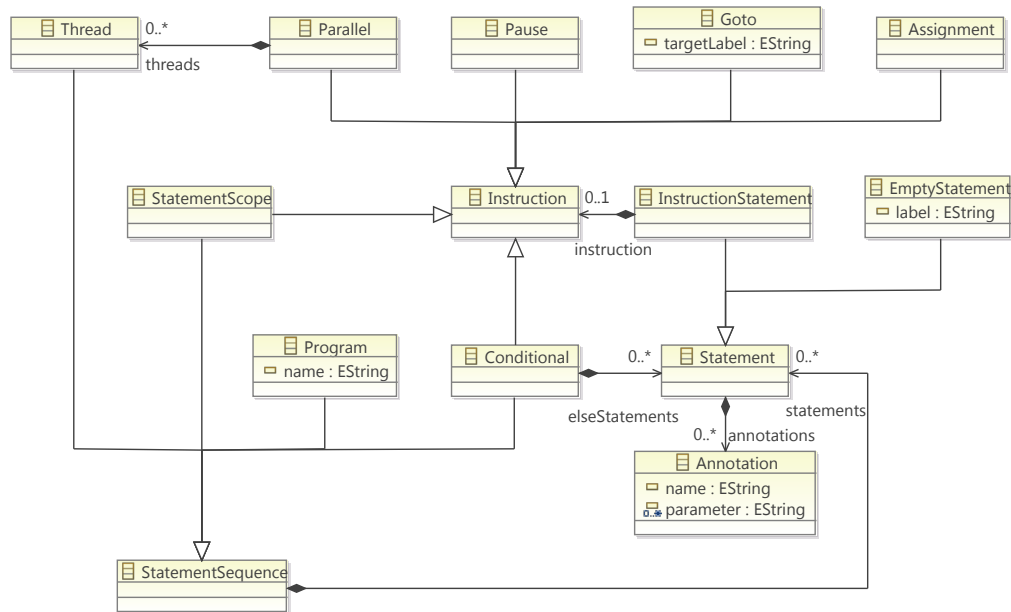 Thread
0..*
threads
Parallel
Pause
Goto
targetLabel : EString
Assignment
StatementScope
Instruction
0..1
instruction
InstructionStatement
EmptyStatement
label : EString
Program
name : EString
Conditional
0..*
elseStatements
Statement
0..*
statements
0..*
annotations
Annotation
name : EString
0..*
parameter : EString
StatementSequence